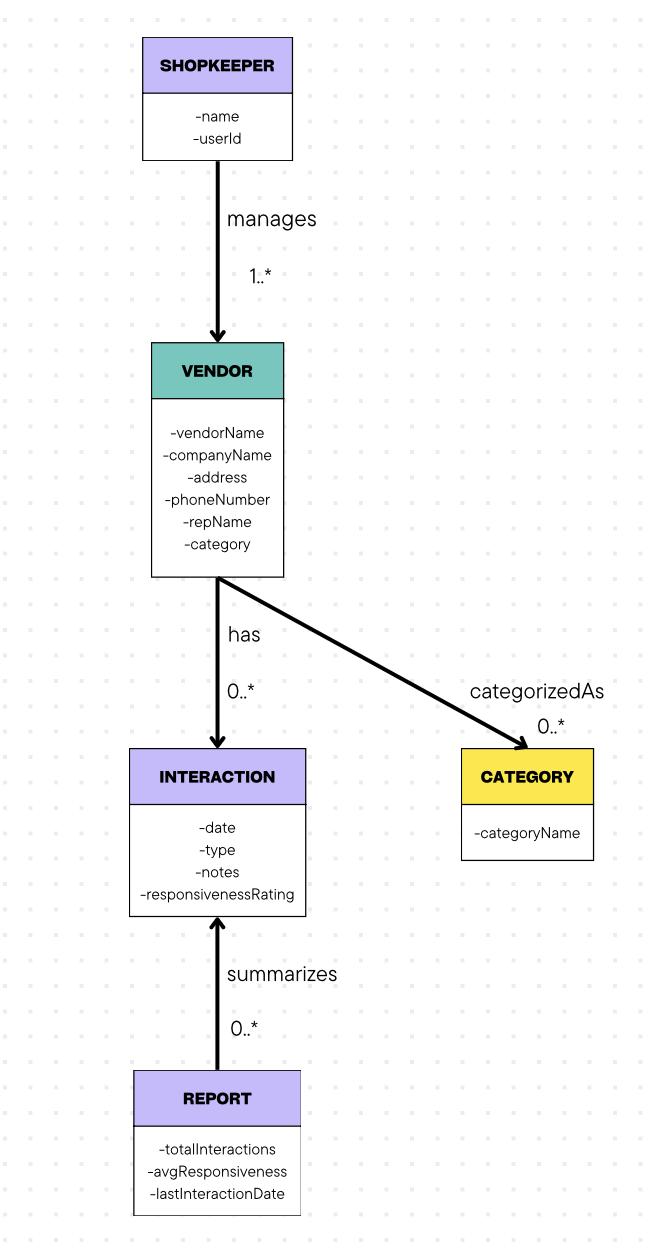 SHOPKEEPER
-name
-userId
manages
1..*
VENDOR
-vendorName
-companyName
-address
-phoneNumber
-repName
-category
has
0..*
categorizedAs
0..*
INTERACTION
-date
-type
-notes
-responsivenessRating
CATEGORY
-categoryName
summarizes
0..*
REPORT
-totalInteractions
-avgResponsiveness
-lastInteractionDate